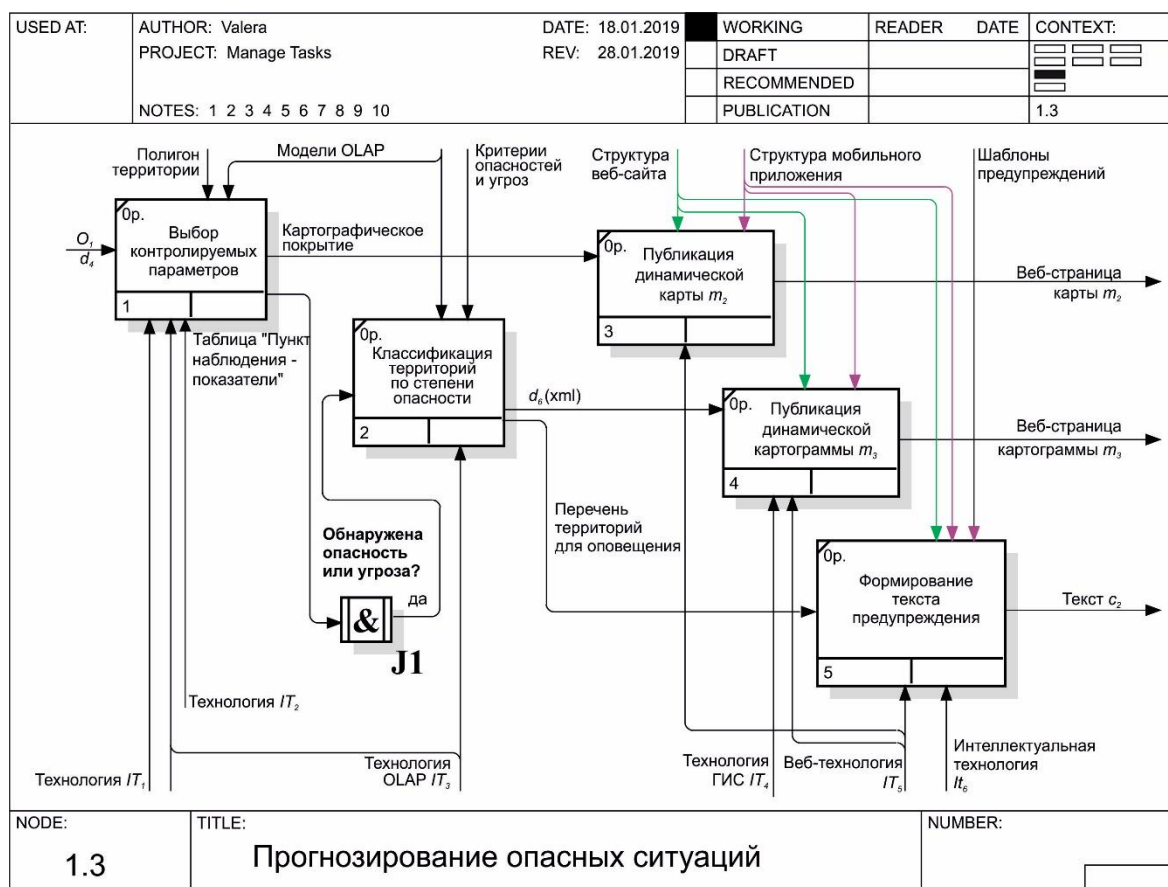 USED AT:
AUTHOR: Valera
DATE: 18.01.2019
PROJECT: Manage Tasks
REV: 28.01.2019
NOTES: 1 2 3 4 5 6 7 8 9 10
WORKING
DRAFT
RECOMMENDED
PUBLICATION
READER
DATE
CONTEXT:
1.3
Полигон
территории
Модели OLAP
Критерии
опасностей
и угроз
Структура
веб-сайта
Структура мобильного
приложения
Шаблоны
предупреждений
O₁
d₄
0р.
Выбор
контролируемых
параметров
1
Картографическое
покрытие
0р.
Публикация
динамической
карты m₂
3
Веб-страница
карты m₂
Таблица "Пункт
наблюдения -
показатели"
0р.
Классификация
территорий
по степени
опасности
2
d₆(xml)
0р.
Публикация
динамической
картограммы m₃
4
Веб-страница
картограммы m₃
Перечень
территорий
для оповещения
Обнаружена
опасность
или угроза?
да
&
J1
0р.
Формирование
текста
предупреждения
5
Текст c₂
Технология IT₂
Технология IT₁
Технология
OLAP IT₃
Технология
ГИС IT₄
Веб-технология
IT₅
Интеллектуальная
технология
It₆
NODE:
1.3
TITLE:
Прогнозирование опасных ситуаций
NUMBER: